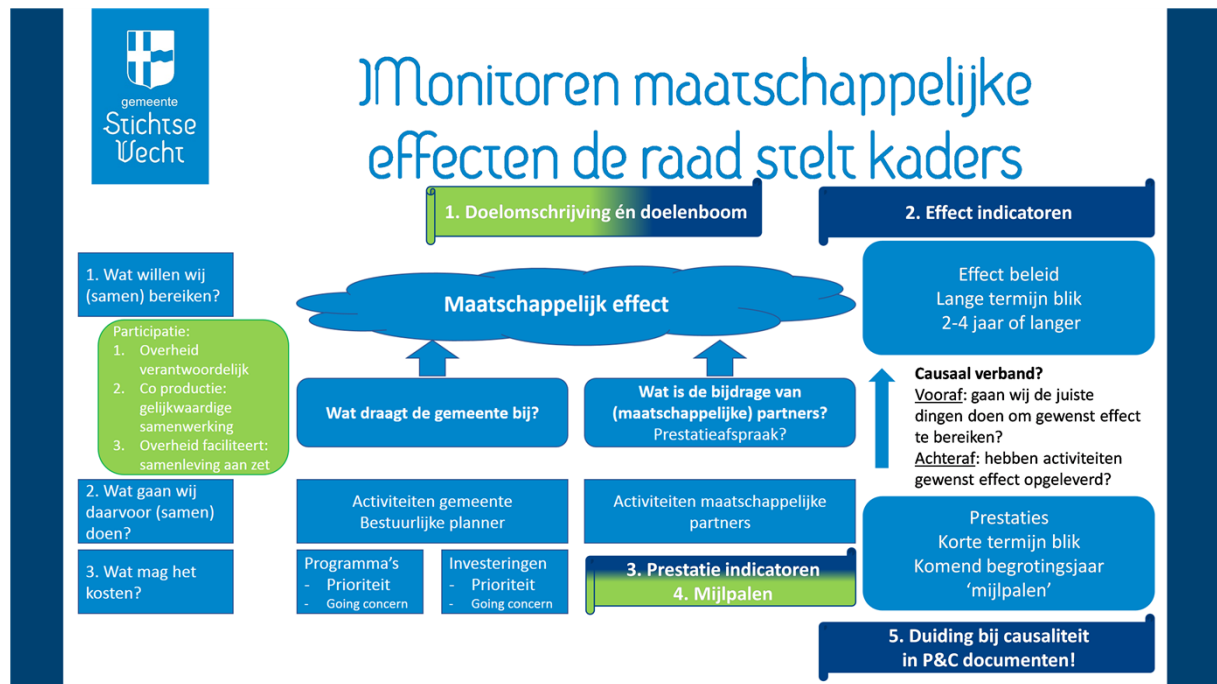 gemeente
Stichtse
Vecht
Monitoren maatschappelijke
effecten de raad stelt kaders
1. Doelomschrijving én doelenboom
2. Effect indicatoren
1. Wat willen wij
(samen) bereiken?
Maatschappelijk effect
Effect beleid
Lange termijn blik
2-4 jaar of langer
Participatie:
1. Overheid
verantwoordelijk
2. Co productie:
gelijkwaardige
samenwerking
3. Overheid faciliteert:
samenleving aan zet
Wat draagt de gemeente bij?
Wat is de bijdrage van
(maatschappelijke) partners?
Prestatieafspraak?
Causaal verband?
Vooraf: gaan wij de juiste
dingen doen om gewenst effect
te bereiken?
Achteraf: hebben activiteiten
gewenst effect opgeleverd?
2. Wat gaan wij
daarvoor (samen)
doen?
Activiteiten gemeente
Bestuurlijke planner
Activiteiten maatschappelijke
partners
Prestaties
Korte termijn blik
Komend begrotingsjaar
‘mijlpalen’
3. Wat mag het
kosten?
Programma’s
- Prioriteit
- Going concern
Investeringen
- Prioriteit
- Going concern
3. Prestatie indicatoren
4. Mijlpalen
5. Duiding bij causaliteit
in P&C documenten!